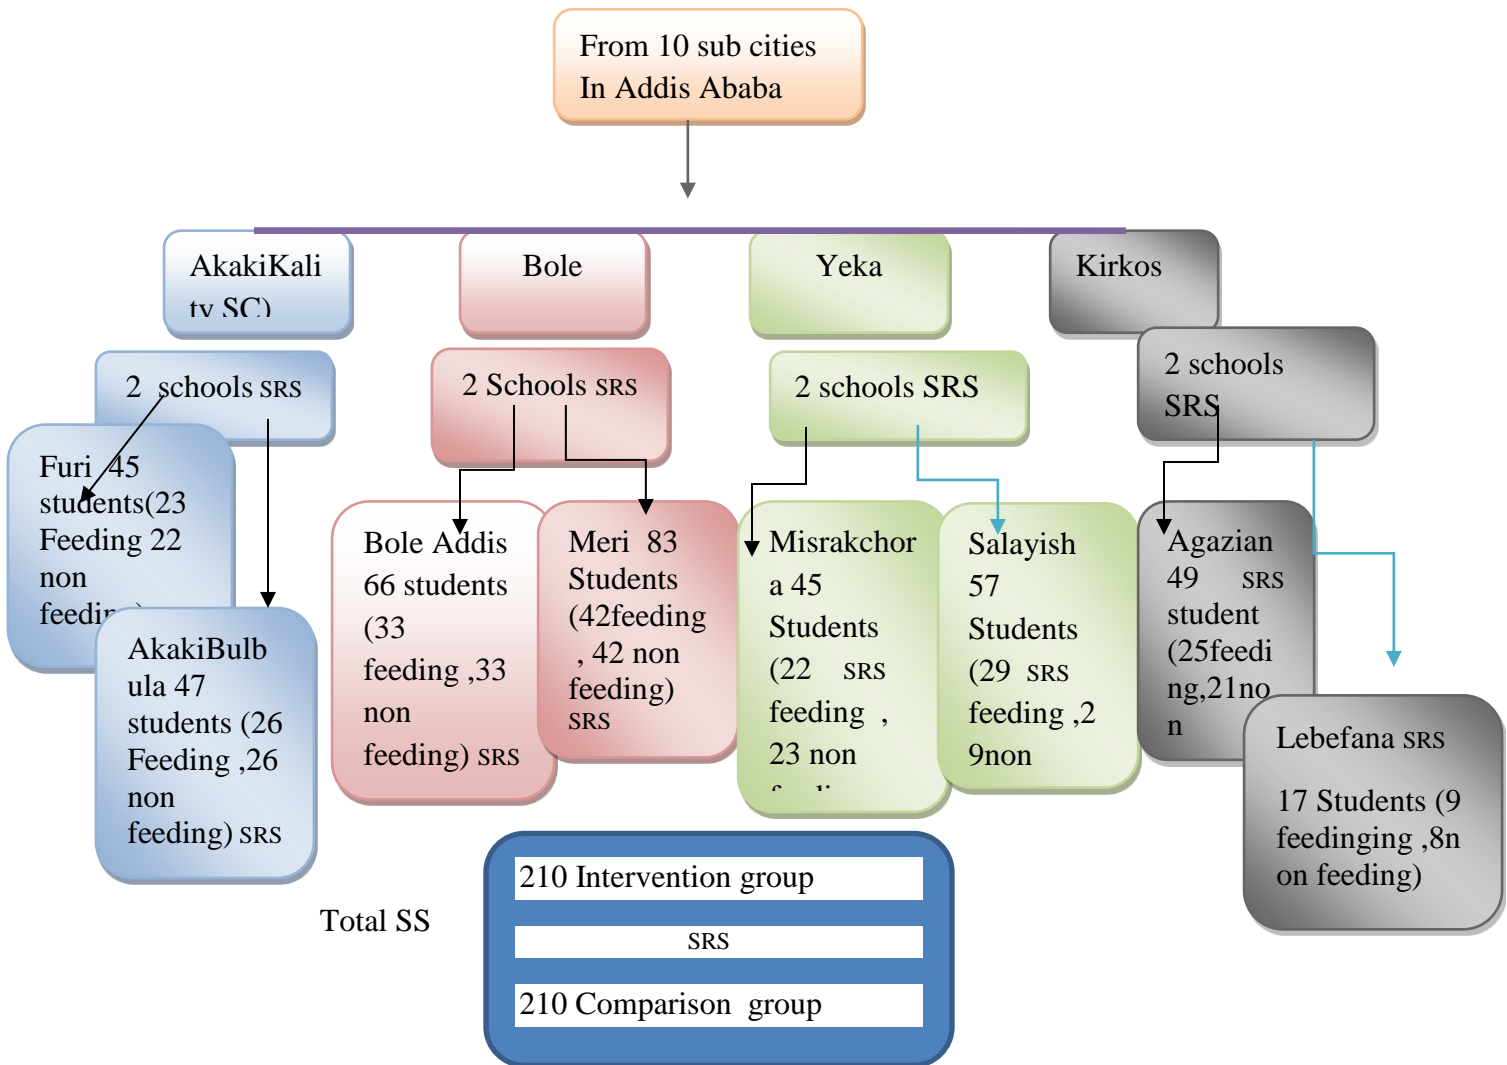 From 10 sub cities
In Addis Ababa
AkakiKali
ty SC)
Bole
Yeka
Kirkos
2 schools SRS
2 Schools SRS
2 schools SRS
2 schools
SRS
Furi 45
students(23
Feeding 22
non
feeding)
AkakiBulb
ula 47
students (26
Feeding ,26
non
feeding) SRS
Bole Addis
66 students
(33
feeding ,33
non
feeding) SRS
Meri 83
Students
(42feeding
, 42 non
feeding)
SRS
Misrakchor
a 45
Students
(22 SRS
feeding ,
23 non
Salayish
57
Students
(29 SRS
feeding ,2
9non
Agazian
49 SRS
student
(25feedi
ng,21no
n
Lebefana SRS
17 Students (9
feedinging ,8n
on feeding)
Total SS
210 Intervention group
SRS
210 Comparison group